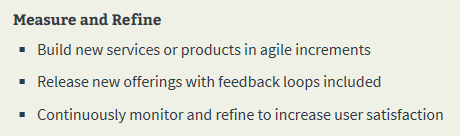 Measure and Refine
▪ Build new services or products in agile increments
▪ Release new offerings with feedback loops included
▪ Continuously monitor and refine to increase user satisfaction